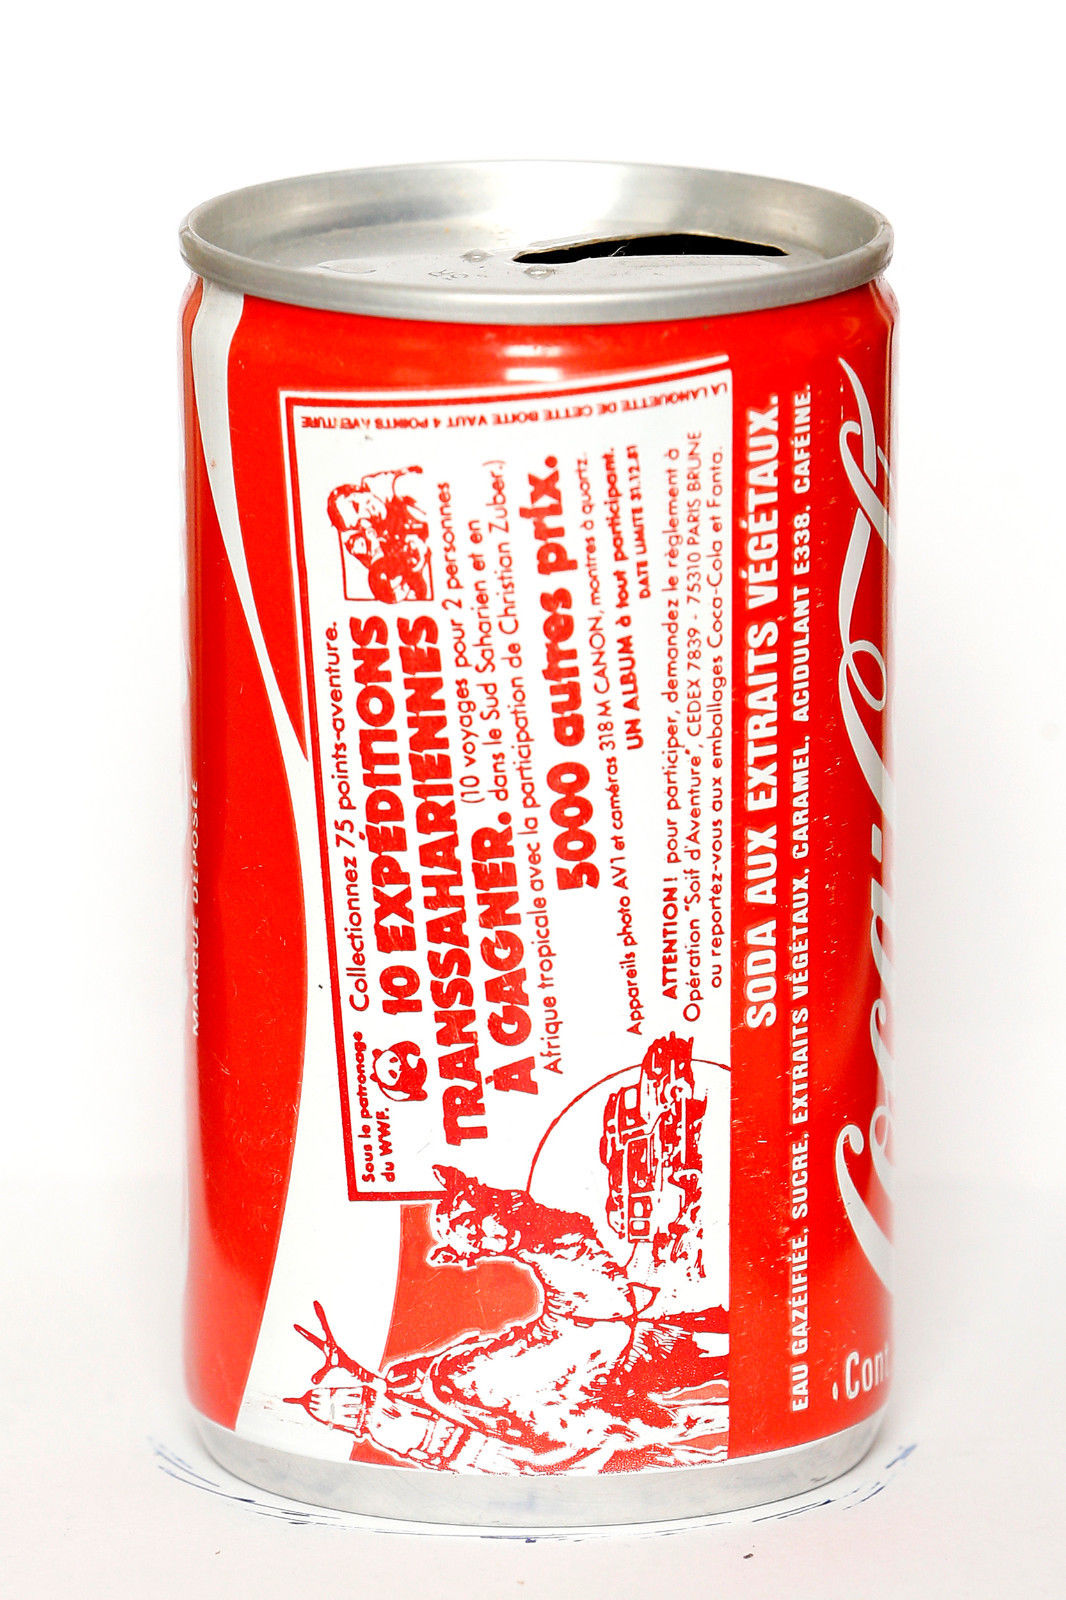 LA LANGUETTE DE CETTE BOITE VAUT 4 POINTS AVENTURE
Sous le patronage
du WWF.
Collectionnez 75 points-aventure.
10 EXPÉDITIONS
TRANSSAHARIENNES
À GAGNER.
(10 voyages pour 2 personnes
dans le Sud Saharien et en
Afrique tropicale avec la participation de Christian Zuber.)
5000 autres prix.
Appareils photo AV1 et caméras 318 M CANON, montres à quartz.
UN ALBUM à tout participant.
DATE LIMITE 31.12.81
ATTENTION! pour participer, demandez le règlement à
Opération "Soif d'Aventure", CEDEX 7839 - 75310 PARIS BRUNE
ou reportez-vous aux emballages Coca-Cola et Fanta.
SODA AUX EXTRAITS VÉGÉTAUX.
EAU GAZÉIFIÉE, SUCRE, EXTRAITS VÉGÉTAUX, CARAMEL, ACIDULANT E338. CAFÉINE.
Coca-C
Con
MARQUE DÉPOSÉE